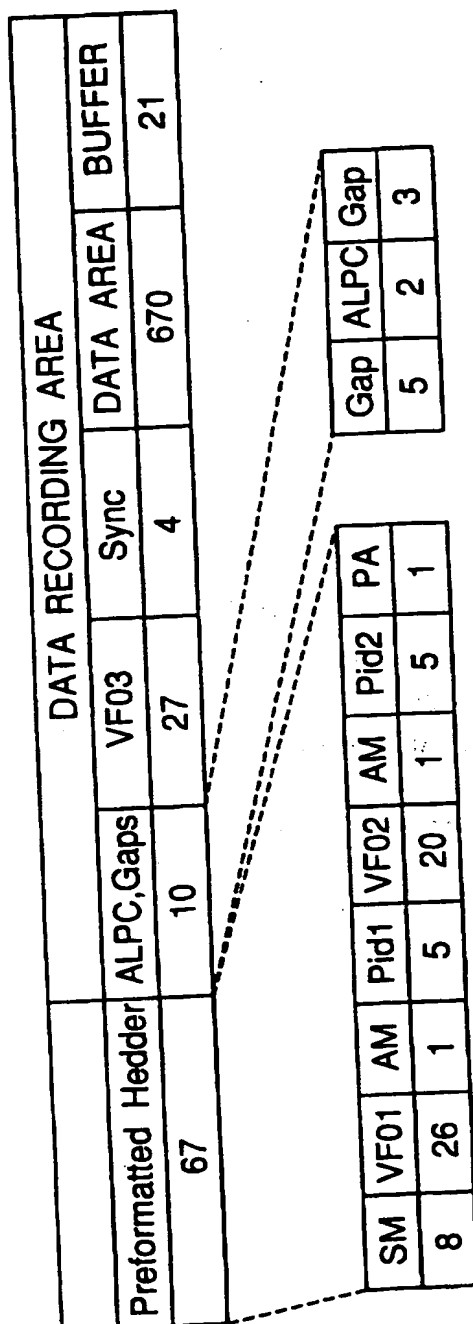 DATA RECORDING AREA
Preformatted Hedder ALPC,Gaps VF03 Sync DATA AREA BUFFER
67 10 27 4 670 21
Gap ALPC Gap
5 2 3
SM VF01 AM Pid1 VF02 AM Pid2 PA
8 26 1 5 20 1 5 1